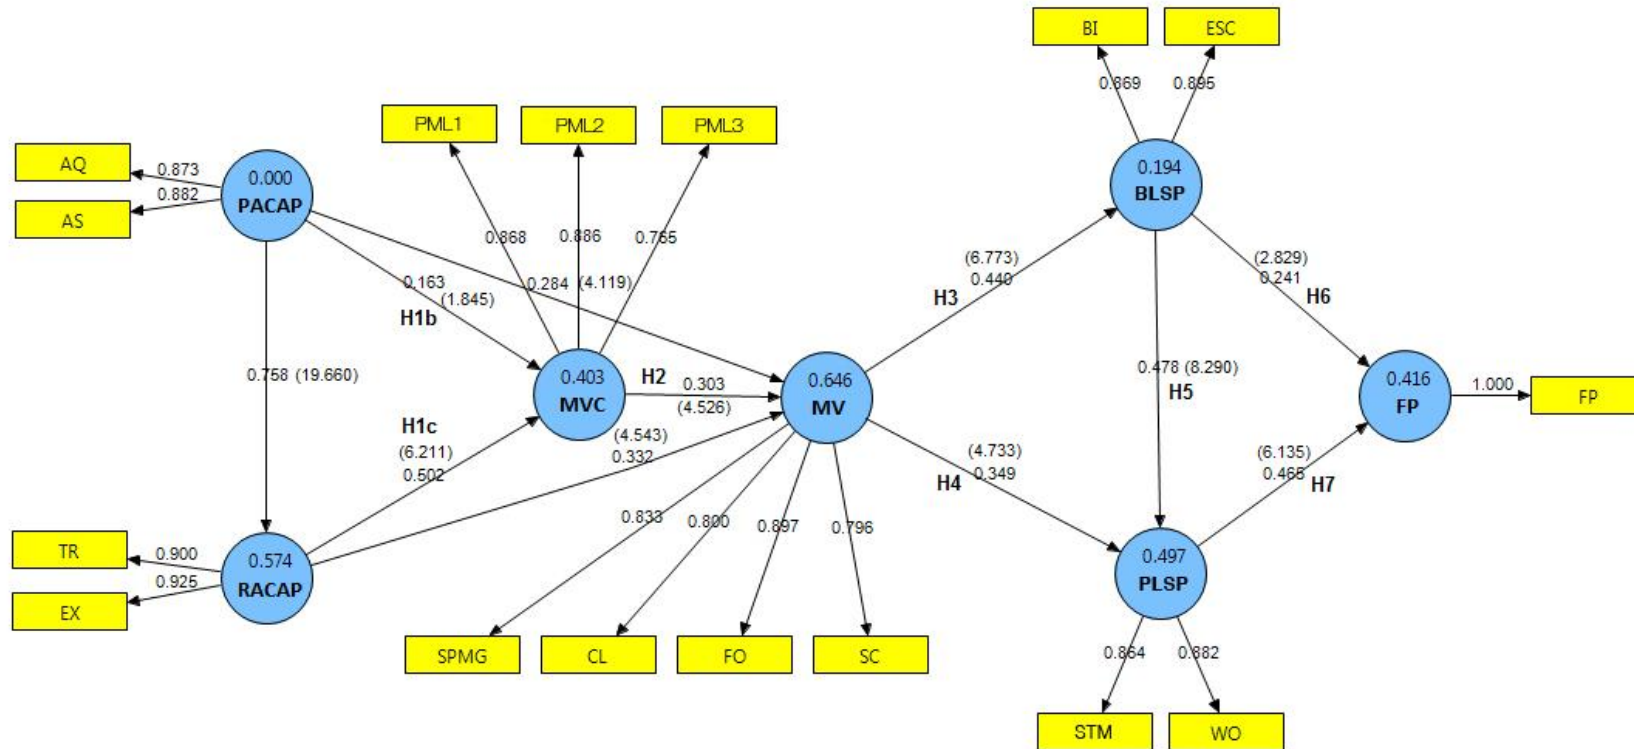 BI
ESC
0.869
0.895
PML1
PML2
PML3
AQ
AS
0.873
0.882
0.000
PACAP
0.194
BLSP
0.868
0.886
0.765
0.163
(1.845)
H1b
0.284 (4.119)
(6.773)
0.440
H3
(2.829)
0.241
H6
0.758 (19.660)
0.403
MVC
H2
0.303
(4.526)
0.646
MV
0.478 (8.290)
H5
0.416
FP
1.000
FP
H1c
(6.211)
0.502
(4.543)
0.332
(4.733)
0.349
H4
(6.135)
0.465
H7
TR
EX
0.900
0.925
0.574
RACAP
0.833
0.800
0.897
0.796
0.497
PLSP
SPMG
CL
FO
SC
0.864
0.882
STM
WO